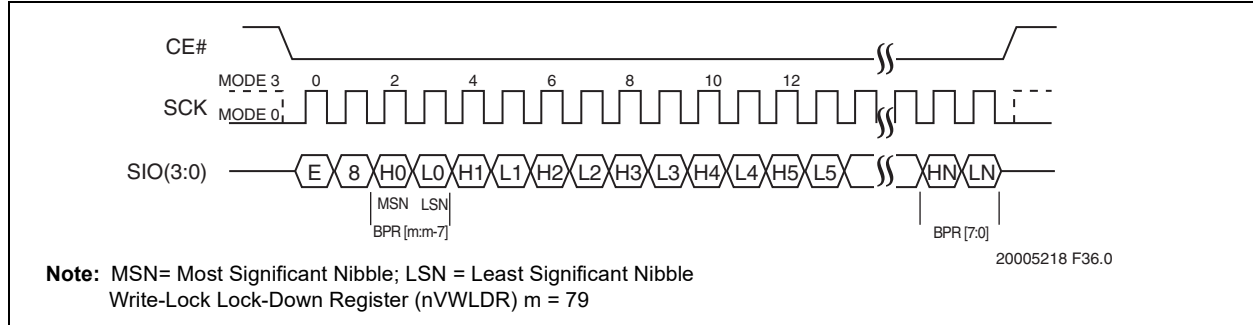 CE#
MODE 3 0 2 4 6 8 10 12
SCK MODE 0
SIO(3:0) E 8 H0 L0 H1 L1 H2 L2 H3 L3 H4 L4 H5 L5 HN LN
MSN LSN
BPR [m:m-7] BPR [7:0]
20005218 F36.0
Note: MSN= Most Significant Nibble; LSN = Least Significant Nibble
Write-Lock Lock-Down Register (nVWLDR) m = 79